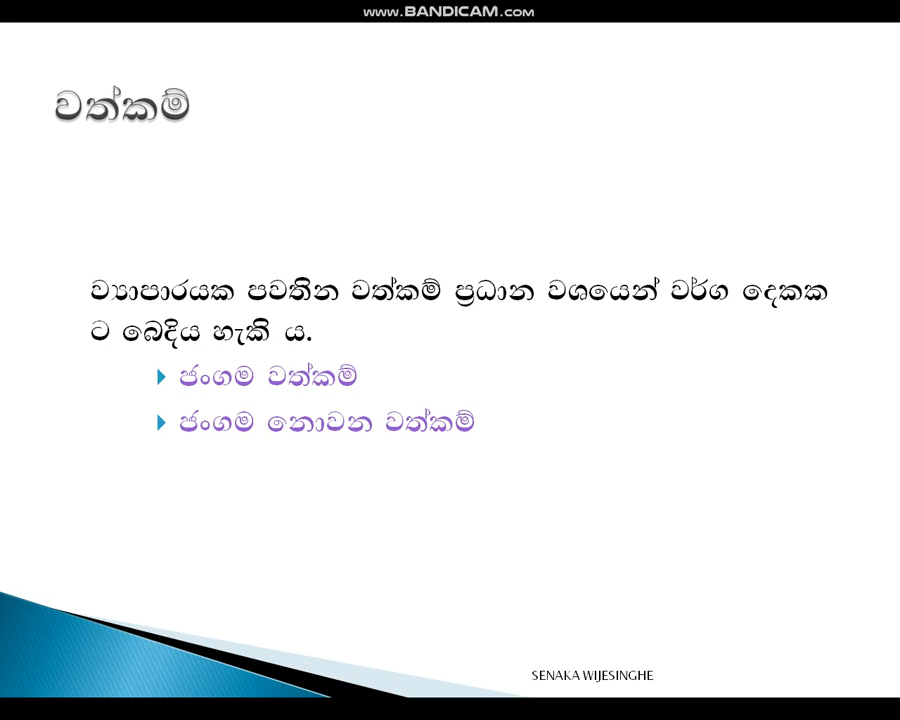 www.BANDICAM.com
වත්කම්
ව්‍යාපාරයක පවතින වත්කම් ප්‍රධාන වශයෙන් වර්ග දෙකක
ට බෙදිය හැකි ය.
ජංගම වත්කම්
ජංගම නොවන වත්කම්
SENAKA WIJESINGHE